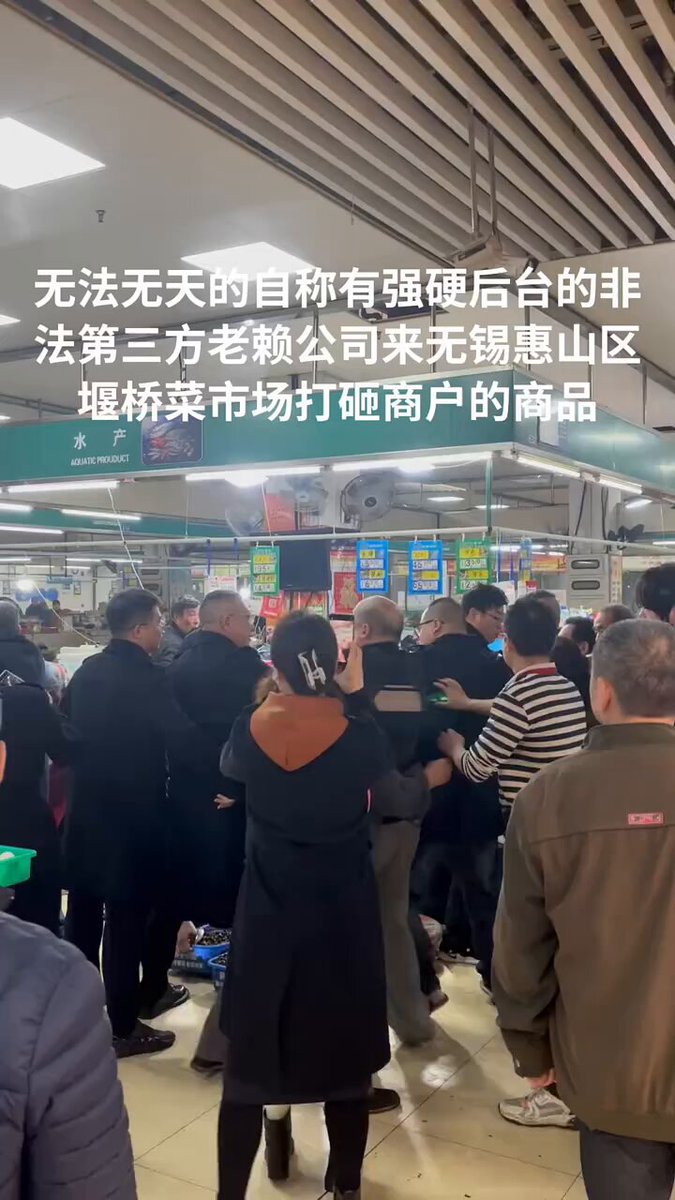 无法无天的自称有强硬后台的非
法第三方老赖公司来无锡惠山区
堰桥菜市场打砸商户的商品
水产
AQUATIC PROUDUCT